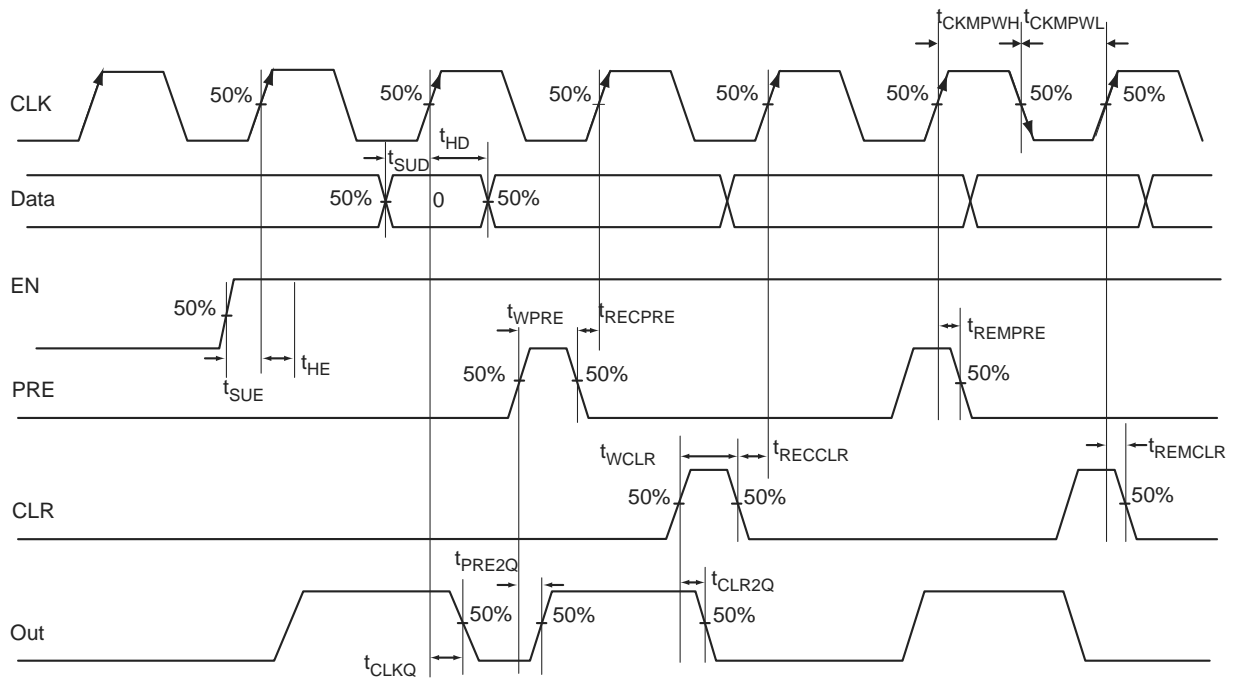 tCKMPWH tCKMPWL
CLK 50% 50% 50% 50% 50% 50% 50%
tSUD tHD
Data 50% 0 50%
EN
50%
tSUE tHE
tWPRE tRECPRE tREMPRE
PRE 50% 50% 50%
tWCLR tRECCLR tREMCLR
CLR 50% 50% 50%
tPRE2Q tCLR2Q
Out 50% 50% 50%
tCLKQ